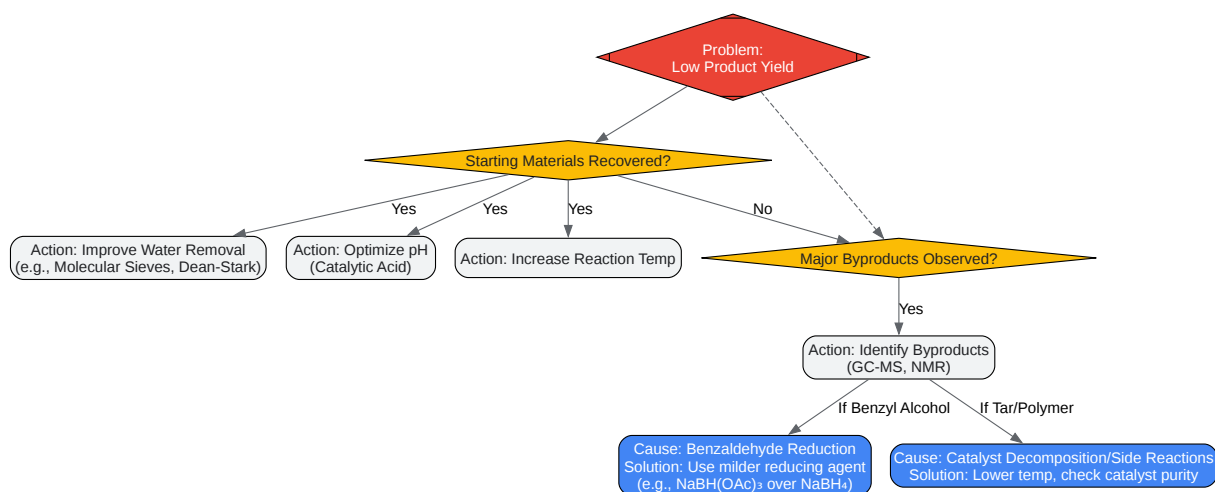 Problem:
Low Product Yield
Starting Materials Recovered?
Yes
Yes
Yes
No
Action: Improve Water Removal
(e.g., Molecular Sieves, Dean-Stark)
Action: Optimize pH
(Catalytic Acid)
Action: Increase Reaction Temp
Major Byproducts Observed?
Yes
Action: Identify Byproducts
(GC-MS, NMR)
If Benzyl Alcohol
If Tar/Polymer
Cause: Benzaldehyde Reduction
Solution: Use milder reducing agent
(e.g., NaBH(OAc)₃ over NaBH₄)
Cause: Catalyst Decomposition/Side Reactions
Solution: Lower temp, check catalyst purity